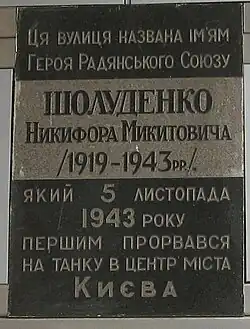 Ця вулиця названа ім'ям
Героя Радянського Союзу
Шолуденко
Никифора Микитовича
/1919-1943рр./
який 5 листопада
1943 року
першим прорвався
на танку в центр міста
Києва